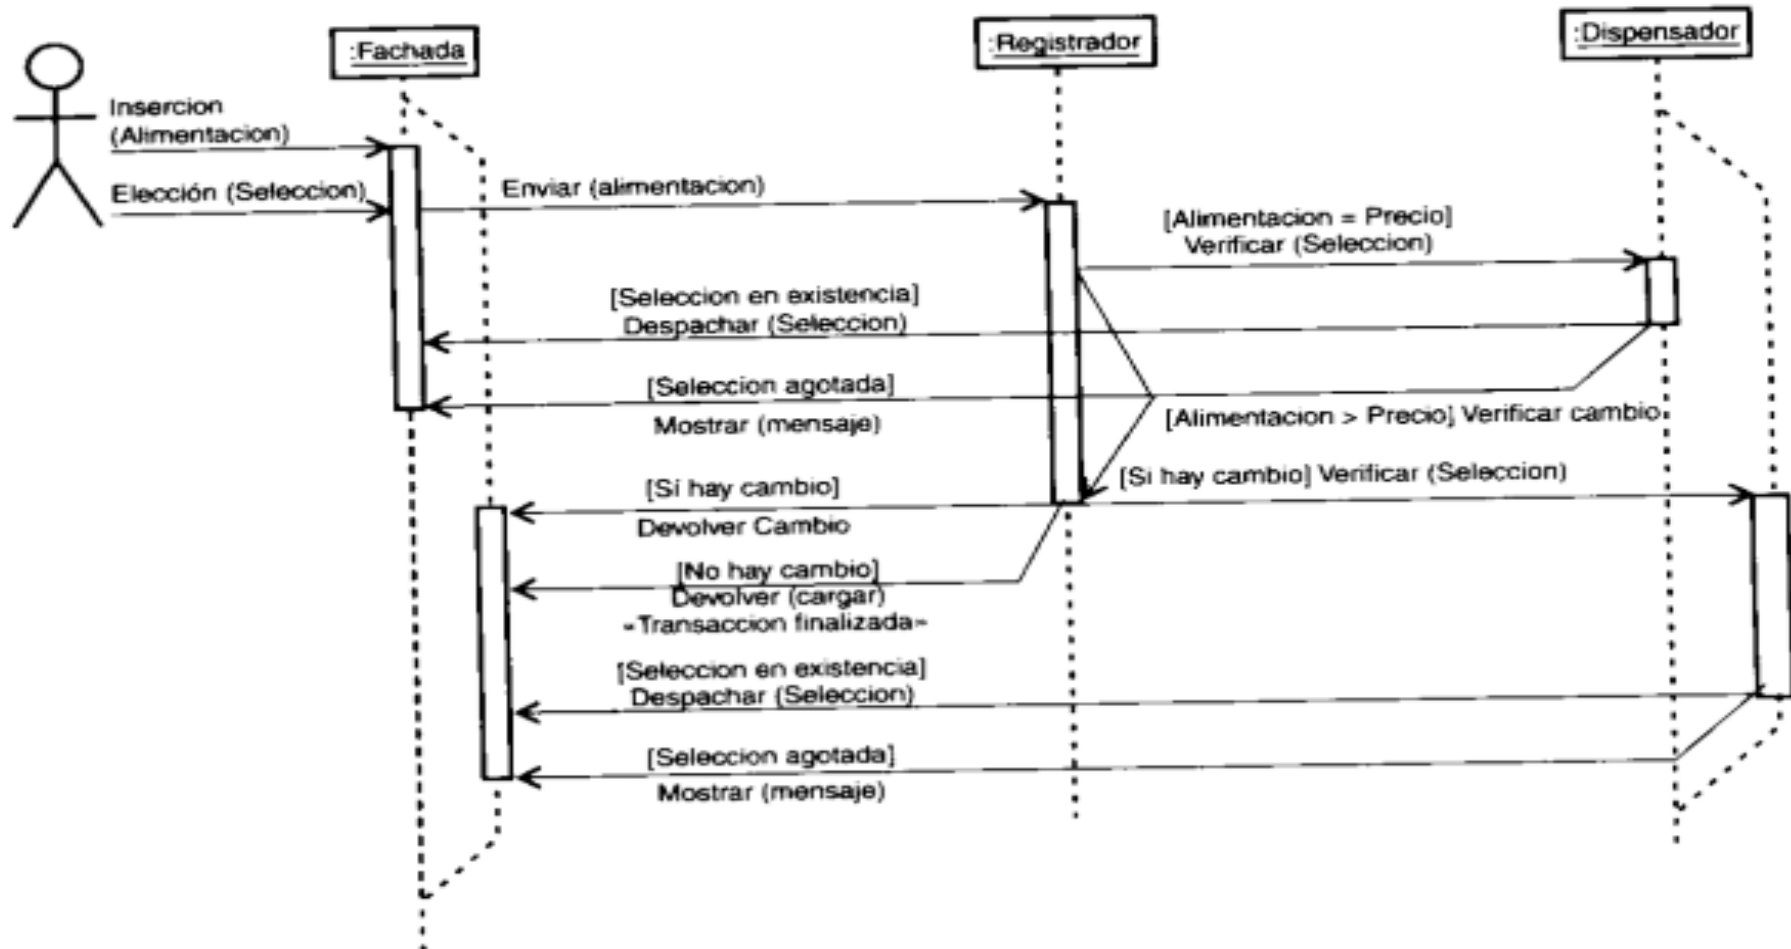 :Fachada
:Registrador
:Dispensador
Insercion
(Alimentacion)
Elección (Seleccion)
Enviar (alimentacion)
[Alimentacion = Precio]
Verificar (Seleccion)
[Seleccion en existencia]
Despachar (Seleccion)
[Seleccion agotada]
Mostrar (mensaje)
[Alimentacion > Precio] Verificar cambio
[Si hay cambio] Verificar (Seleccion)
[Sí hay cambio]
Devolver Cambio
[No hay cambio]
Devolver (cargar)
«Transaccion finalizada»
[Seleccion en existencia]
Despachar (Seleccion)
[Seleccion agotada]
Mostrar (mensaje)